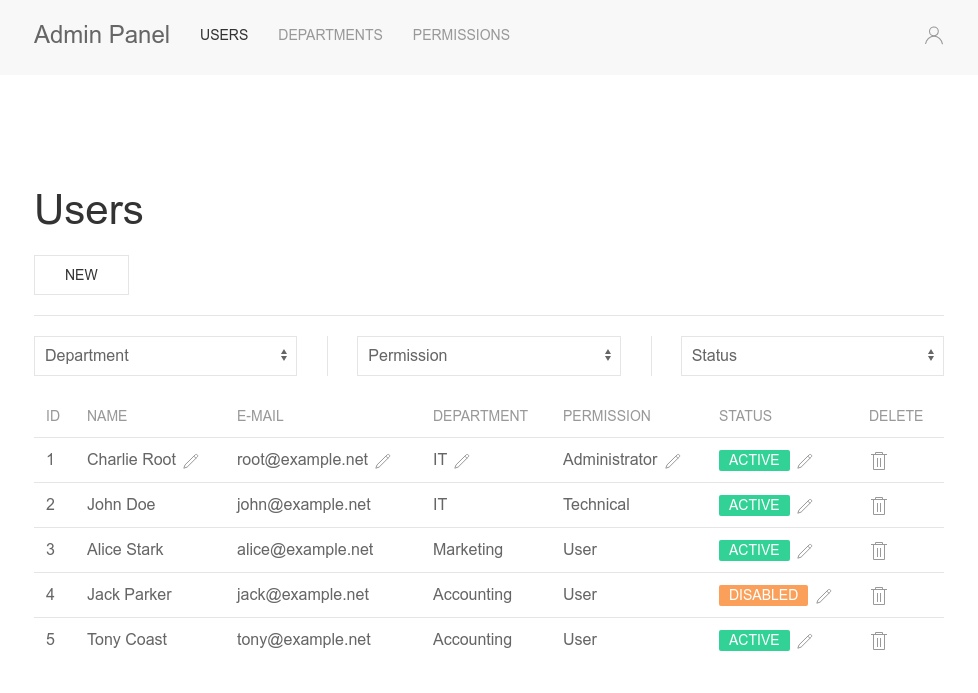 Admin Panel USERS DEPARTMENTS PERMISSIONS
Users
NEW
Department Permission Status
ID NAME E-MAIL DEPARTMENT PERMISSION STATUS DELETE
1 Charlie Root root@example.net IT Administrator ACTIVE
2 John Doe john@example.net IT Technical ACTIVE
3 Alice Stark alice@example.net Marketing User ACTIVE
4 Jack Parker jack@example.net Accounting User DISABLED
5 Tony Coast tony@example.net Accounting User ACTIVE